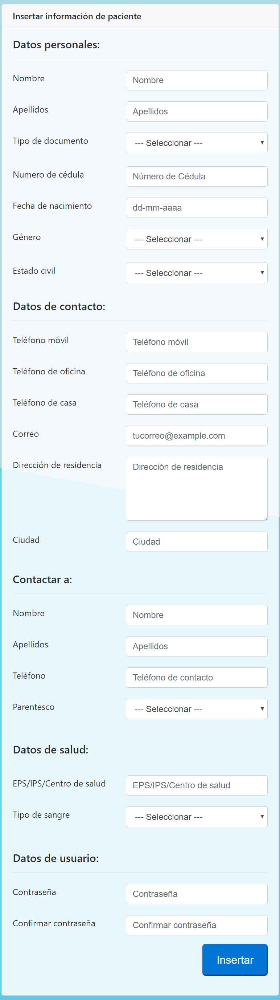 Insertar información de paciente
Datos personales:
Nombre Nombre
Apellidos Apellidos
Tipo de documento --- Seleccionar ---
Numero de cédula Número de Cédula
Fecha de nacimiento dd-mm-aaaa
Género --- Seleccionar ---
Estado civil --- Seleccionar ---
Datos de contacto:
Teléfono móvil Teléfono móvil
Teléfono de oficina Teléfono de oficina
Teléfono de casa Teléfono de casa
Correo tucorreo@example.com
Dirección de residencia Dirección de residencia
Ciudad Ciudad
Contactar a:
Nombre Nombre
Apellidos Apellidos
Teléfono Teléfono de contacto
Parentesco --- Seleccionar ---
Datos de salud:
EPS/IPS/Centro de salud EPS/IPS/Centro de salud
Tipo de sangre --- Seleccionar ---
Datos de usuario:
Contraseña Contraseña
Confirmar contraseña Confirmar contraseña
Insertar